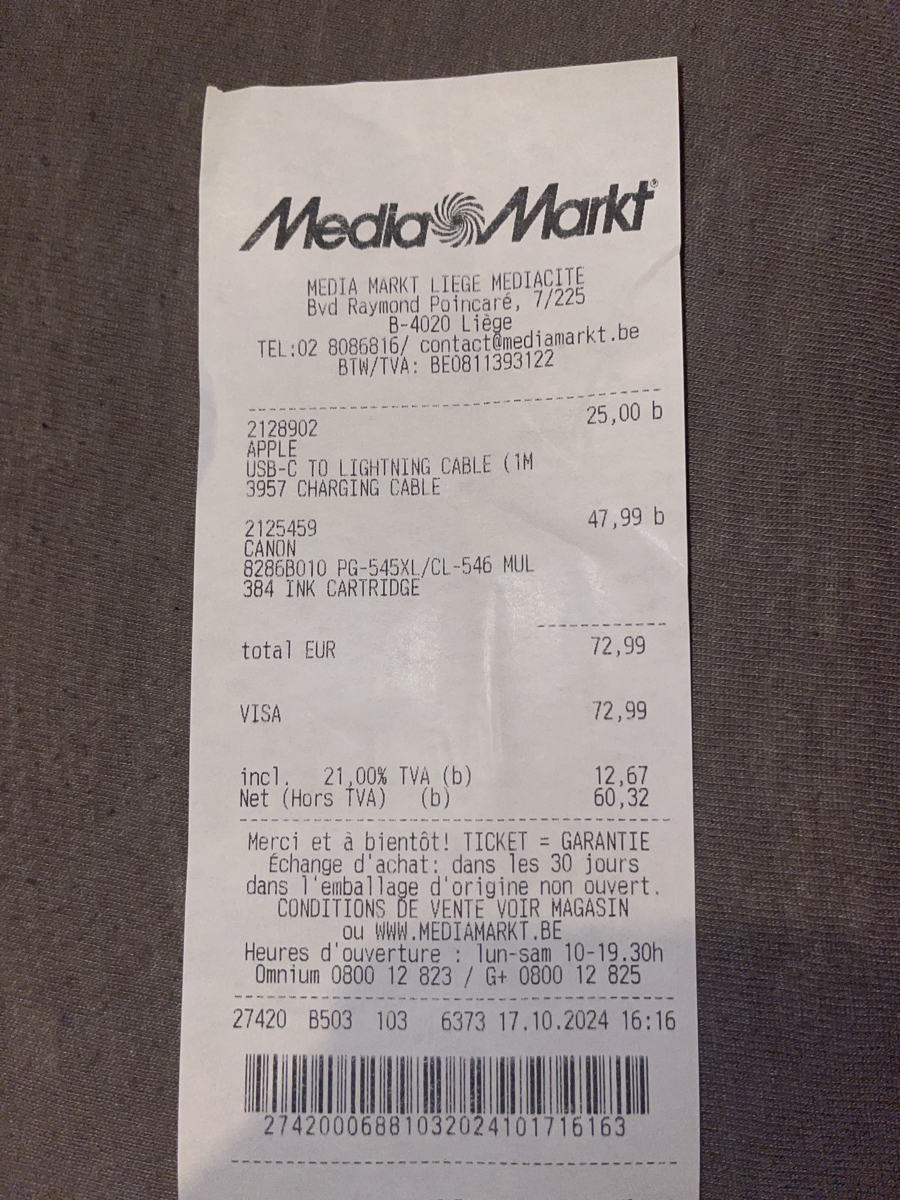 Media Markt®
MEDIA MARKT LIEGE MEDIACITE
Bvd Raymond Poincaré, 7/225
B-4020 Liège
TEL:02 8086816/ contact@mediamarkt.be
BTW/TVA: BE0811393122
2128902 25,00 b
APPLE
USB-C TO LIGHTNING CABLE (1M
3957 CHARGING CABLE
2125459 47,99 b
CANON
8286B010 PG-545XL/CL-546 MUL
384 INK CARTRIDGE
total EUR 72,99
VISA 72,99
incl. 21,00% TVA (b) 12,67
Net (Hors TVA) (b) 60,32
Merci et à bientôt! TICKET = GARANTIE
Échange d'achat: dans les 30 jours
dans l'emballage d'origine non ouvert.
CONDITIONS DE VENTE VOIR MAGASIN
ou WWW.MEDIAMARKT.BE
Heures d'ouverture : lun-sam 10-19.30h
Omnium 0800 12 823 / G+ 0800 12 825
27420 B503 103 6373 17.10.2024 16:16
2742000688103202410171616​3